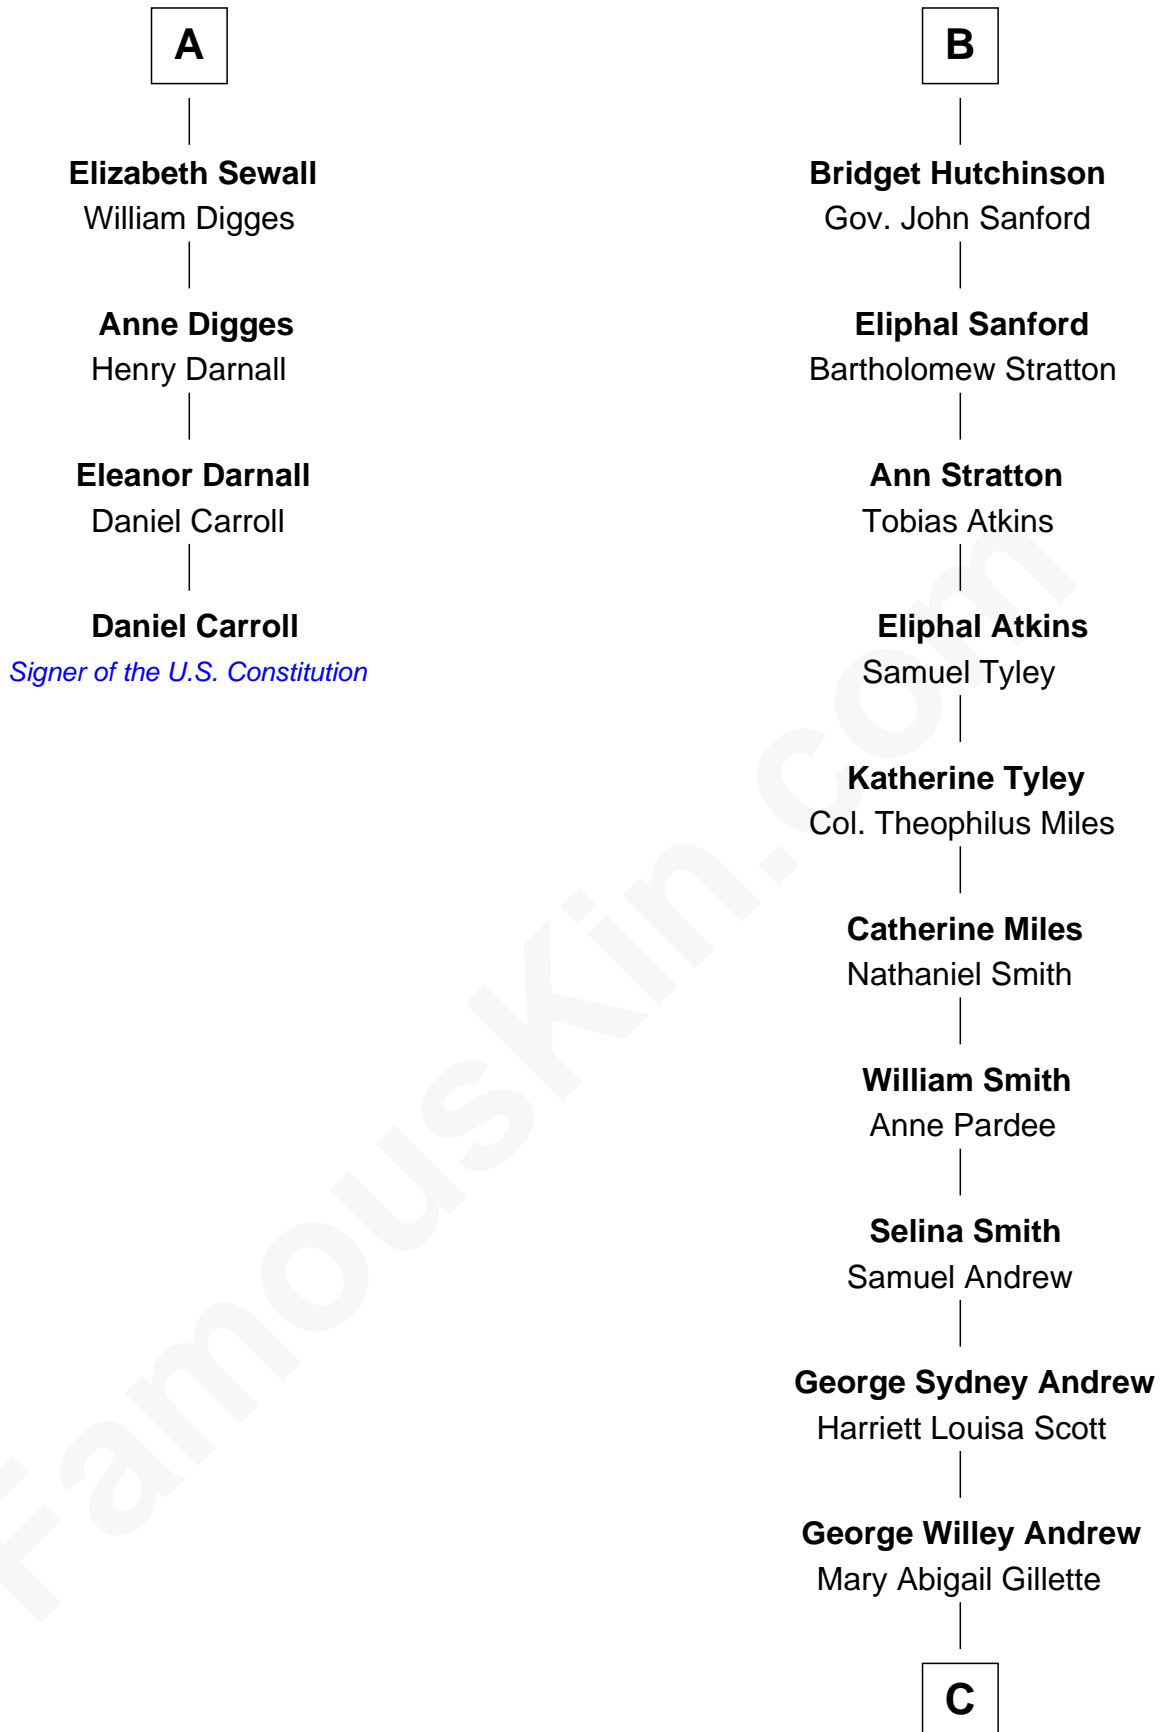 A
Elizabeth Sewall
William Digges
Anne Digges
Henry Darnall
Eleanor Darnall
Daniel Carroll
Daniel Carroll
Signer of the U.S. Constitution
B
Bridget Hutchinson
Gov. John Sanford
Eliphal Sanford
Bartholomew Stratton
Ann Stratton
Tobias Atkins
Eliphal Atkins
Samuel Tyley
Katherine Tyley
Col. Theophilus Miles
Catherine Miles
Nathaniel Smith
William Smith
Anne Pardee
Selina Smith
Samuel Andrew
George Sydney Andrew
Harriett Louisa Scott
George Willey Andrew
Mary Abigail Gillette
C
FamousKin.com